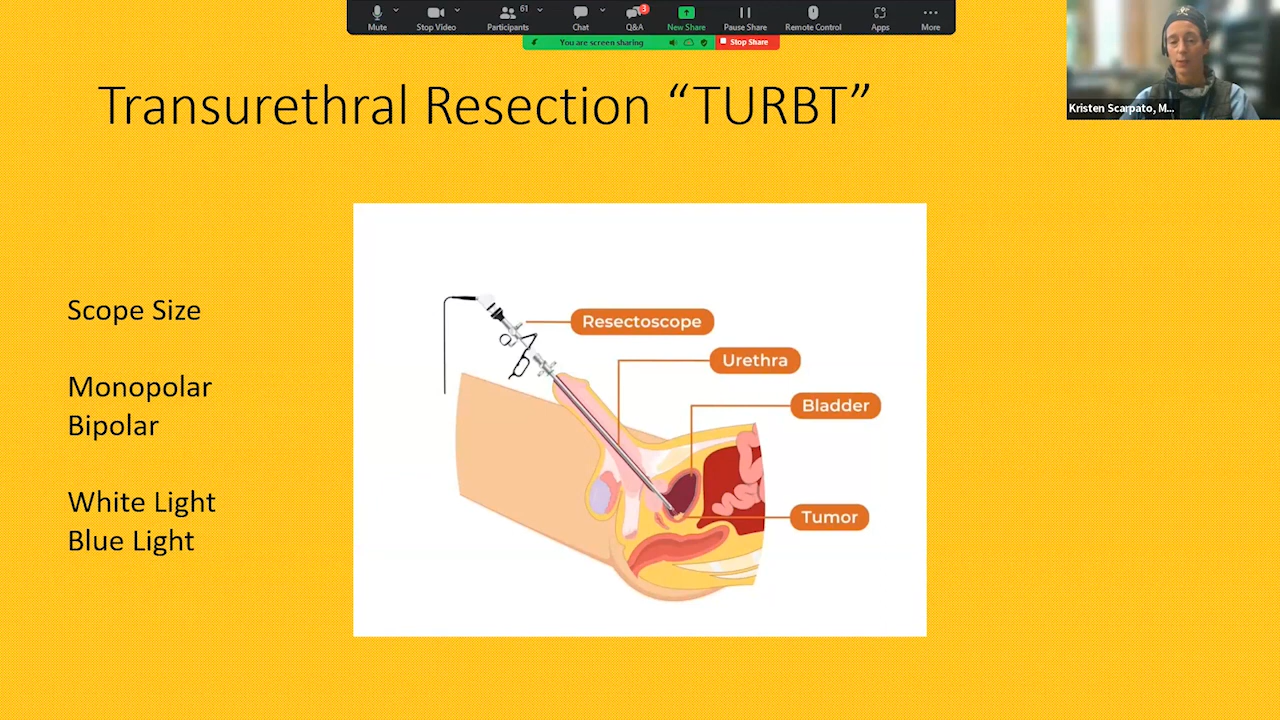 Mute
Stop Video
61
Participants
Chat
3
Q&A
New Share
Pause Share
Remote Control
Apps
More
You are screen sharing
Stop Share
Kristen Scarpato, M...
Transurethral Resection “TURBT”
Scope Size
Monopolar
Bipolar
White Light
Blue Light
Resectoscope
Urethra
Bladder
Tumor